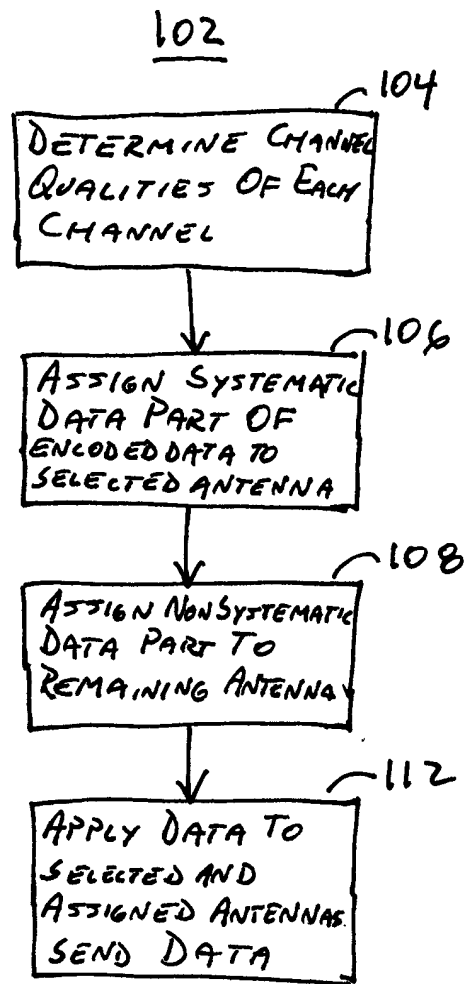 102
104
DETERMINE CHANNEL
QUALITIES OF EACH
CHANNEL
106
ASSIGN SYSTEMATIC
DATA PART OF
ENCODED DATA TO
SELECTED ANTENNA
108
ASSIGN NONSYSTEMATIC
DATA PART TO
REMAINING ANTENNA
112
APPLY DATA TO
SELECTED AND
ASSIGNED ANTENNAS.
SEND DATA